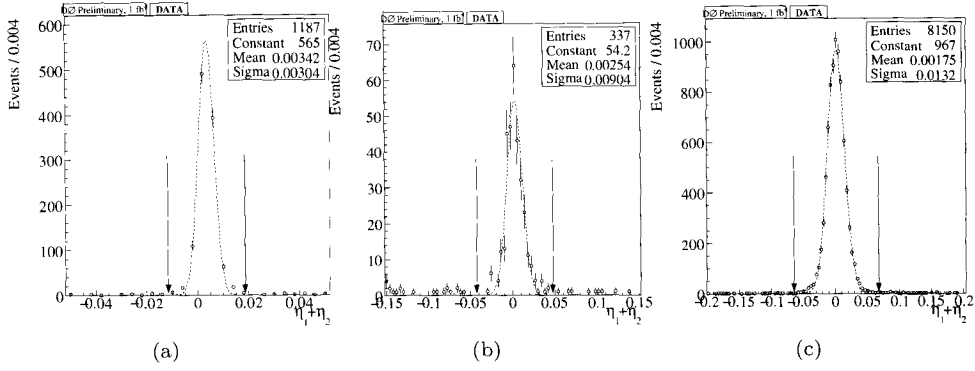 DØ Preliminary, 1 fb⁻¹ DATA
Entries 1187
Constant 565
Mean 0.00342
Sigma 0.00304
Events / 0.004
600
500
400
300
200
100
0
-0.04 -0.02 0 0.02 0.04
η₁+η₂
(a)
DØ Preliminary, 1 fb⁻¹ DATA
Entries 337
Constant 54.2
Mean 0.00254
Sigma 0.00904
Events / 0.004
70
60
50
40
30
20
10
0
-0.15 -0.1 -0.05 0 0.05 0.1 0.15
η₁+η₂
(b)
DØ Preliminary, 1 fb⁻¹ DATA
Entries 8150
Constant 967
Mean 0.00175
Sigma 0.0132
Events / 0.004
1000
800
600
400
200
0
-0.2 -0.15 -0.1 -0.05 0 0.05 0.1 0.15 0.2
η₁+η₂
(c)